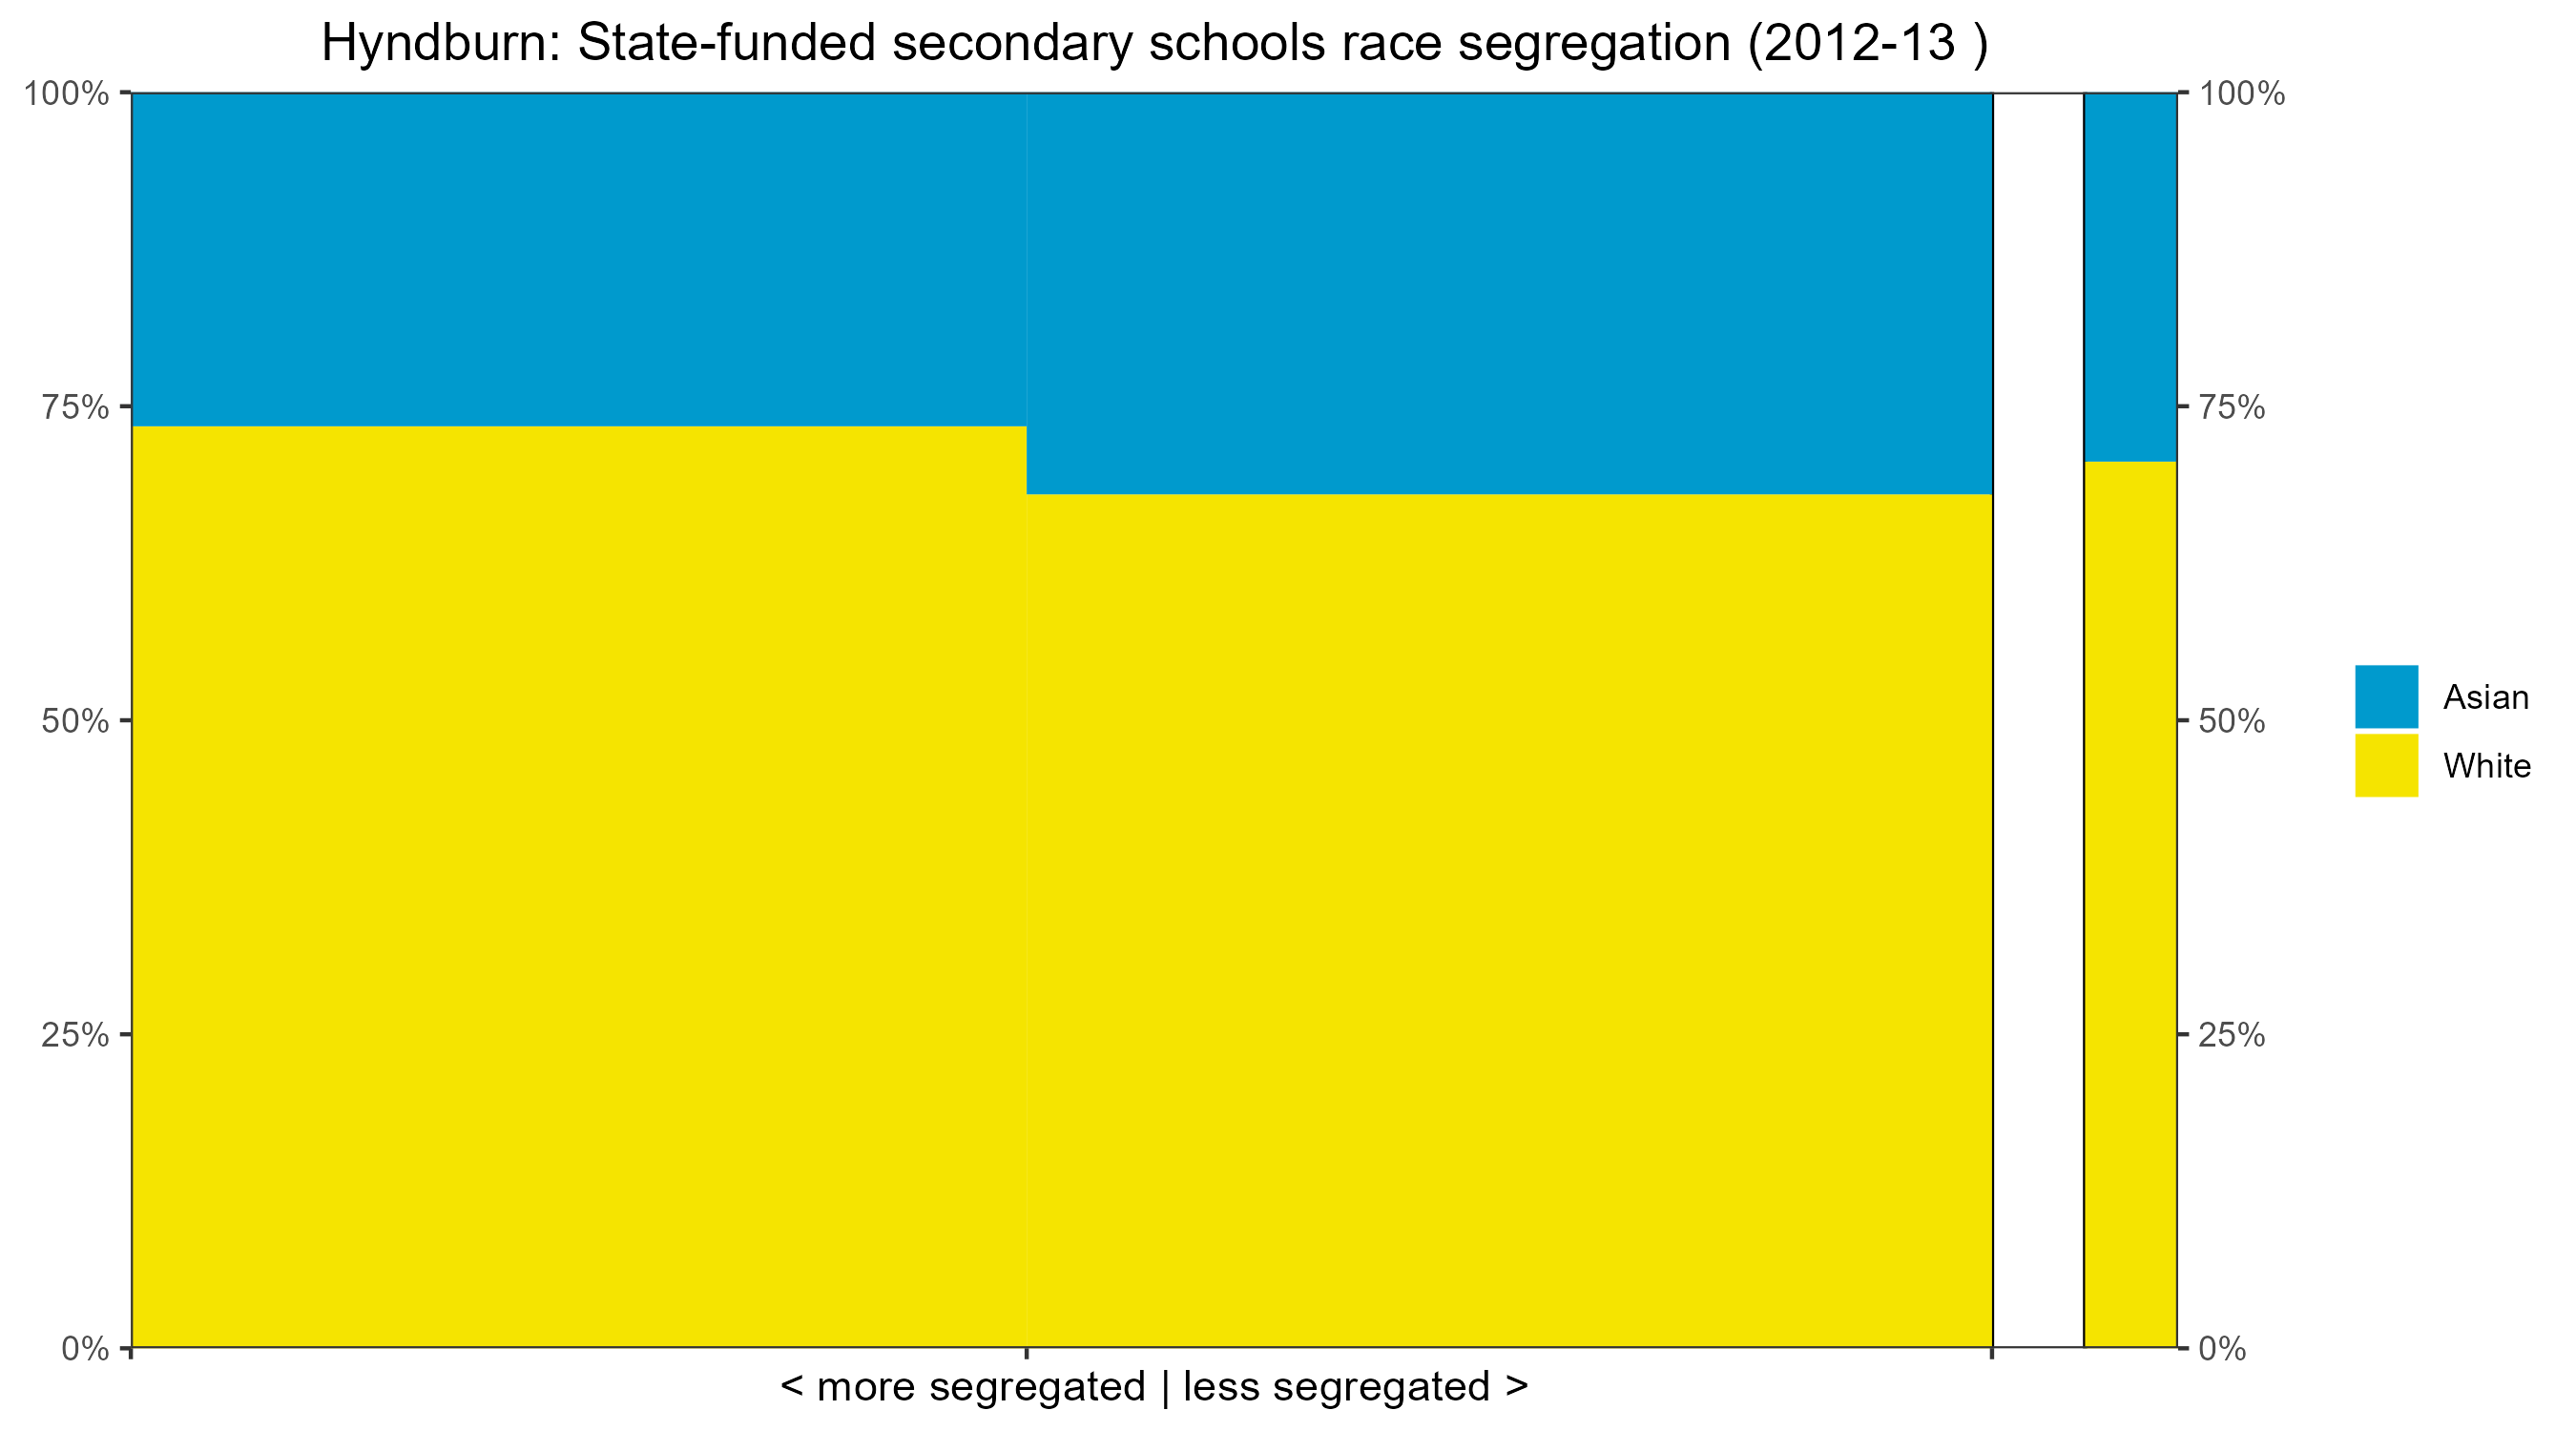 Hyndburn: State-funded secondary schools race segregation (2012-13 )
100%
75%
50%
25%
0%
100%
75%
50%
25%
0%
Asian
White
< more segregated | less segregated >